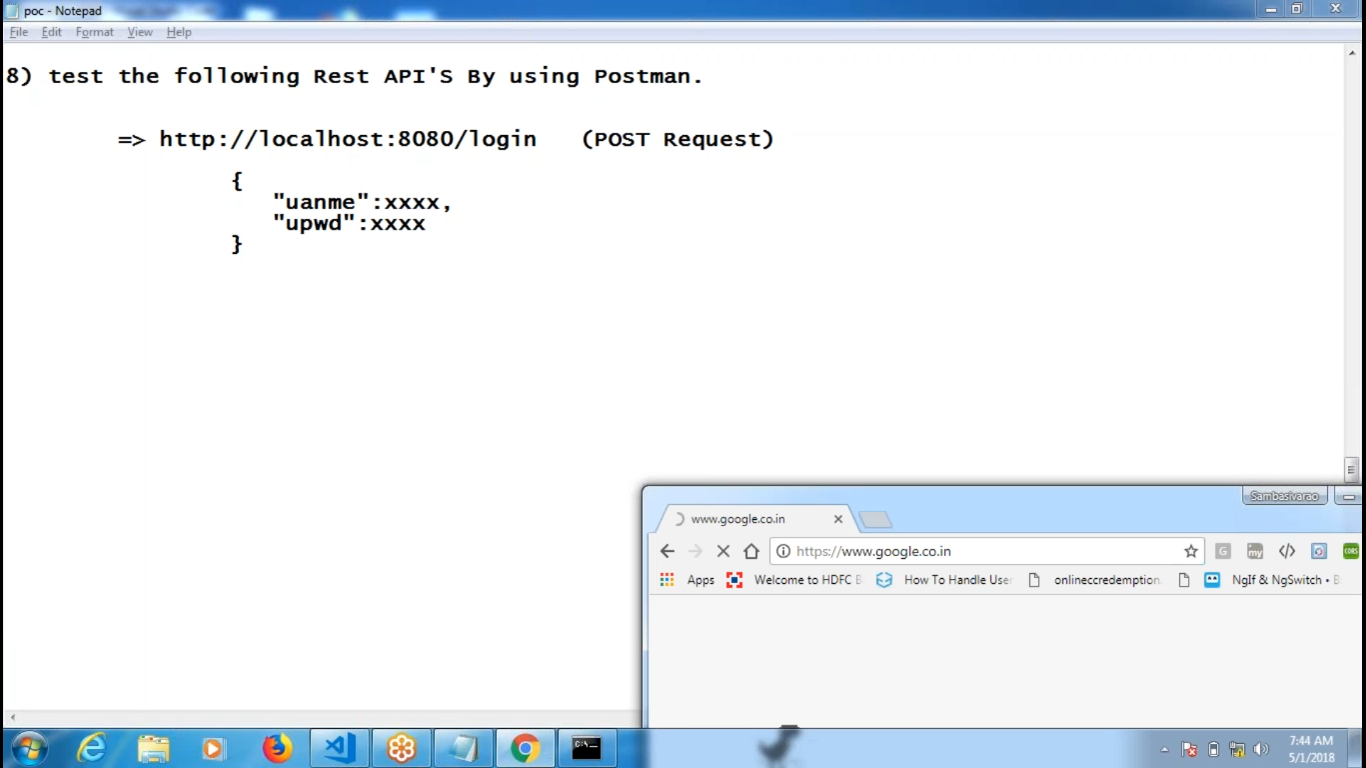 poc - Notepad
File Edit Format View Help
8) test the following Rest API'S By using Postman.
=> http://localhost:8080/login (POST Request)
{
"uanme":xxxx,
"upwd":xxxx
}
Sambasivarao
www.google.co.in
https://www.google.co.in
G my CORS
Apps Welcome to HDFC B How To Handle User onlineccredemption NgIf & NgSwitch • B
C:\_
7:44 AM
5/1/2018